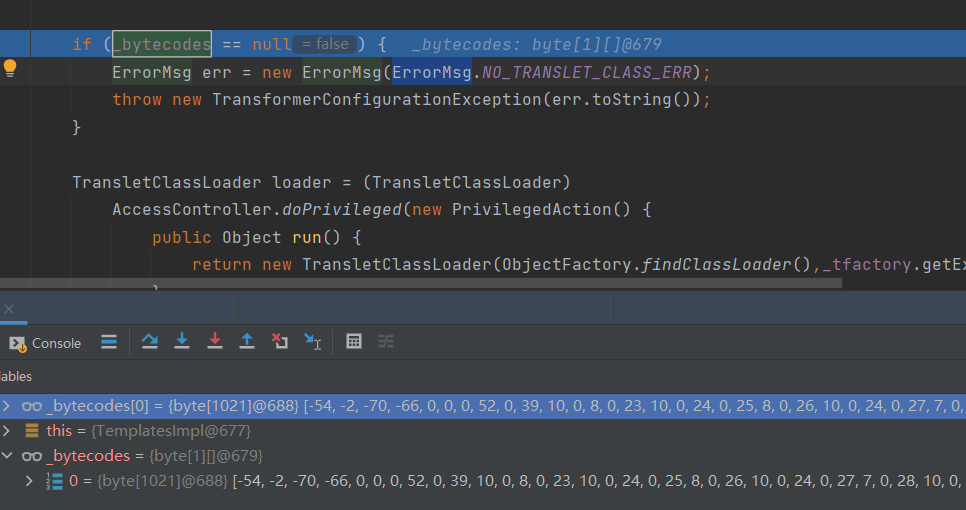 if (_bytecodes == null = false ) { _bytecodes: byte[1][]@679
ErrorMsg err = new ErrorMsg(ErrorMsg.NO_TRANSLET_CLASS_ERR);
throw new TransformerConfigurationException(err.toString());
}
TransletClassLoader loader = (TransletClassLoader)
AccessController.doPrivileged(new PrivilegedAction() {
public Object run() {
return new TransletClassLoader(ObjectFactory.findClassLoader(),_tfactory.getEx
Console
iables
_bytecodes[0] = {byte[1021]@688} [-54, -2, -70, -66, 0, 0, 0, 52, 0, 39, 10, 0, 8, 0, 23, 10, 0, 24, 0, 25, 8, 0, 26, 10, 0, 24, 0, 27, 7, 0,
this = {TemplatesImpl@677}
_bytecodes = {byte[1][]@679}
0 = {byte[1021]@688} [-54, -2, -70, -66, 0, 0, 0, 52, 0, 39, 10, 0, 8, 0, 23, 10, 0, 24, 0, 25, 8, 0, 26, 10, 0, 24, 0, 27, 7, 0, 28, 10, 0,